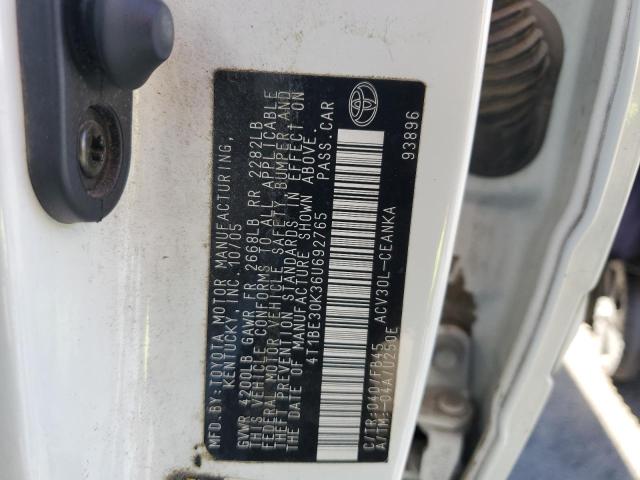 MFD.BY:TOYOTA MOTOR MANUFACTURING,
KENTUCKY, INC. 10/05
GVWR 4200LB GAWR FR 2668LB RR 2282LB
THIS VEHICLE CONFORMS TO ALL APPLICABLE
FEDERAL MOTOR VEHICLE SAFETY, BUMPER AND
THEFT PREVENTION STANDARDS IN EFFECT ON
THE DATE OF MANUFACTURE SHOWN ABOVE.
4T1BE30K36U692765 PASS.CAR
C/TR:040/FB45 ACV30L-CEANKA
A/TM:-04A/U250E 93896